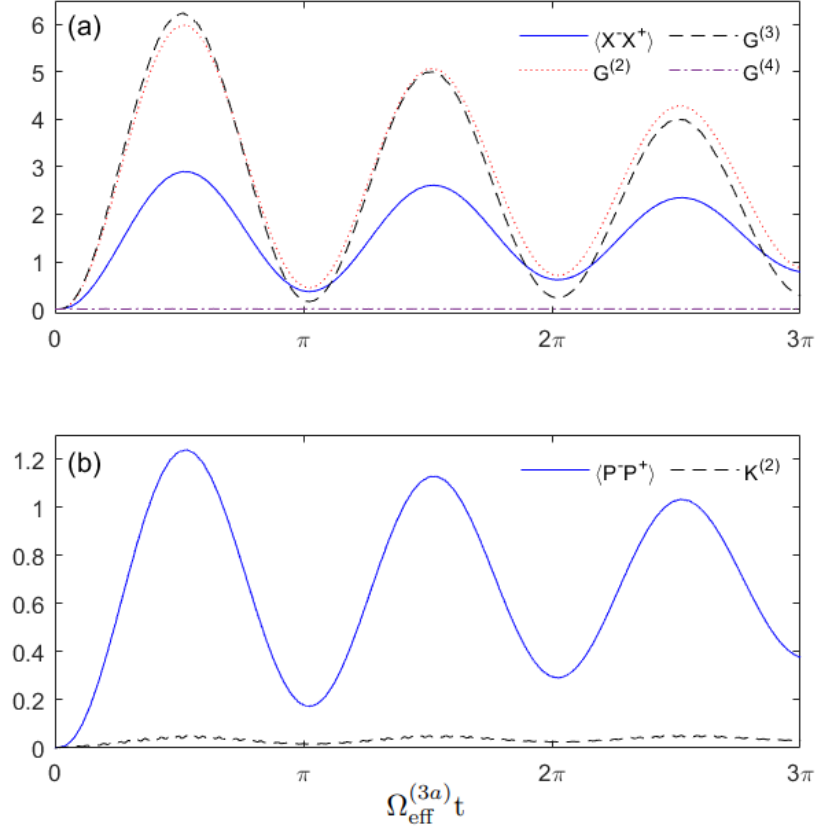 (a)
⟨X⁻X⁺⟩
G⁽³⁾
G⁽²⁾
G⁽⁴⁾
6
5
4
3
2
1
0
0
π
2π
3π
(b)
⟨P⁻P⁺⟩
K⁽²⁾
1.2
1
0.8
0.6
0.4
0.2
0
0
π
2π
3π
Ω_eff^(3a) t